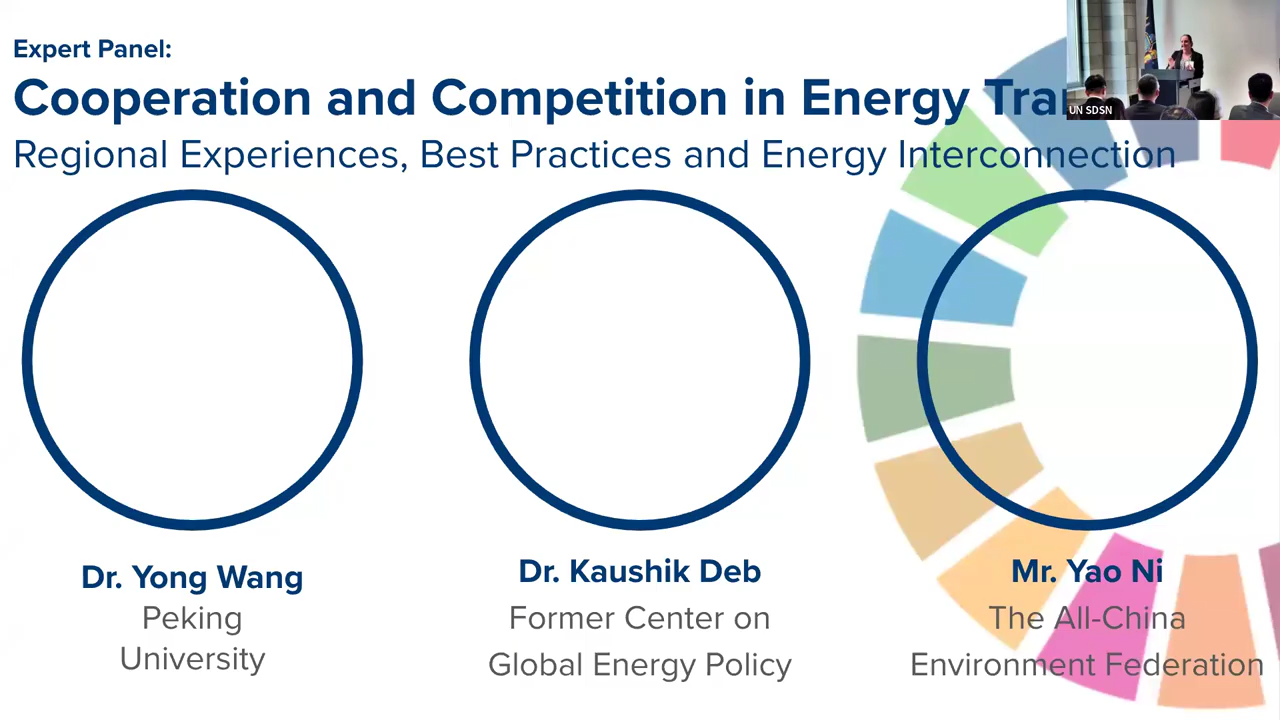 Expert Panel:
Cooperation and Competition in Energy
UN SDSN
Regional Experiences, Best Practices and Energy Interconnection
Dr. Yong Wang
Peking
University
Dr. Kaushik Deb
Former Center on
Global Energy Policy
Mr. Yao Ni
The All-China
Environment Federation